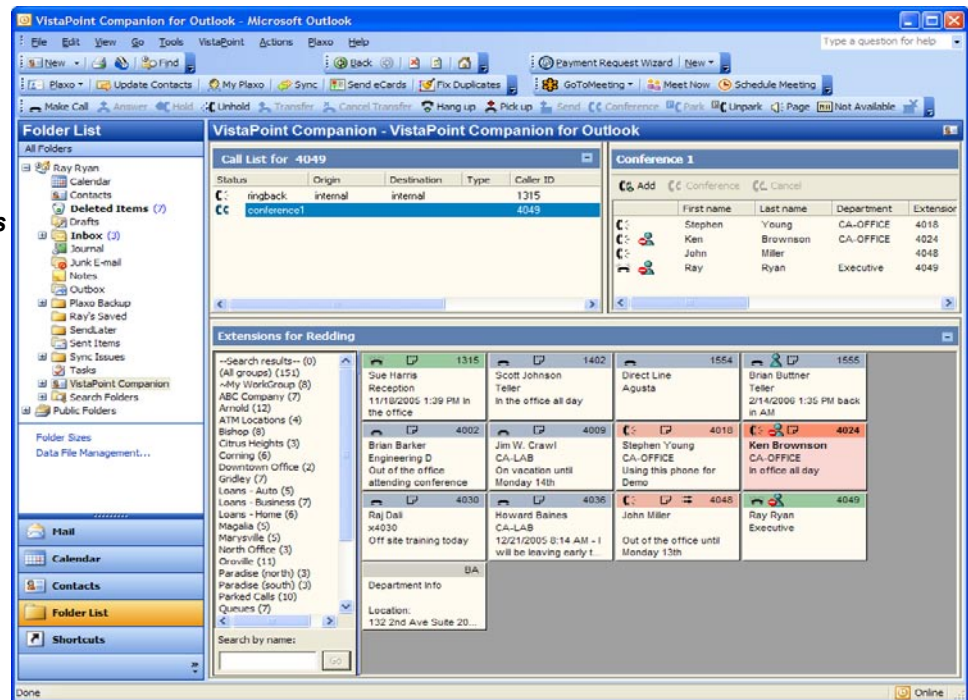 VistaPoint Companion for Outlook - Microsoft Outlook
File Edit View Go Tools VistaPoint Actions Plaxo Help Type a question for help
New Find Back Payment Request Wizard New
Plaxo Update Contacts My Plaxo Sync Send eCards Fix Duplicates GoToMeeting Meet Now Schedule Meeting
Make Call Answer Hold Unhold Transfer Cancel Transfer Hang up Pick up Send Conference Park Unpark Page Not Available
Folder List
All Folders
Ray Ryan
Calendar
Contacts
Deleted Items (7)
Drafts
Inbox (3)
Journal
Junk E-mail
Notes
Outbox
Plaxo Backup
Ray's Saved
SendLater
Sent Items
Sync Issues
Tasks
VistaPoint Companion
Search Folders
Public Folders
Folder Sizes
Data File Management...
Mail
Calendar
Contacts
Folder List
Shortcuts
s
VistaPoint Companion - VistaPoint Companion for Outlook
Call List for 4049
Status Origin Destination Type Caller ID
ringback internal internal 1315
conference1 4049
Conference 1
Add Conference Cancel
First name Last name Department Extension
Stephen Young CA-OFFICE 4018
Ken Brownson CA-OFFICE 4024
John Miller 4048
Ray Ryan Executive 4049
Extensions for Redding
--Search results-- (0)
(All groups) (151)
~My WorkGroup (8)
ABC Company (7)
Arnold (12)
ATM Locations (4)
Bishop (8)
Citrus Heights (3)
Corning (6)
Downtown Office (2)
Gridley (7)
Loans - Auto (5)
Loans - Business (7)
Loans - Home (6)
Magalia (5)
Marysville (5)
North Office (3)
Oroville (11)
Paradise (north) (3)
Paradise (south) (3)
Parked Calls (10)
Queues (7)
Search by name:
Go
1315
Sue Harris
Reception
11/18/2005 1:39 PM In
the office
1402
Scott Johnson
Teller
In the office all day
1554
Direct Line
Agusta
1555
Brian Buttner
Teller
2/14/2006 1:35 PM back
in AM
4002
Brian Barker
Engineering D
Out of the office
attending conference
4009
Jim W. Crawl
CA-LAB
On vacation until
Monday 14th
4018
Stephen Young
CA-OFFICE
Using this phone for
Demo
4024
Ken Brownson
CA-OFFICE
In office all day
4030
Raj Dali
x4030
Off site training today
4036
Howard Baines
CA-LAB
12/21/2005 8:14 AM - I
will be leaving early t...
4048
John Miller
Out of the office until
Monday 13th
4049
Ray Ryan
Executive
BA
Department Info
Location:
132 2nd Ave Suite 20...
Done
Online